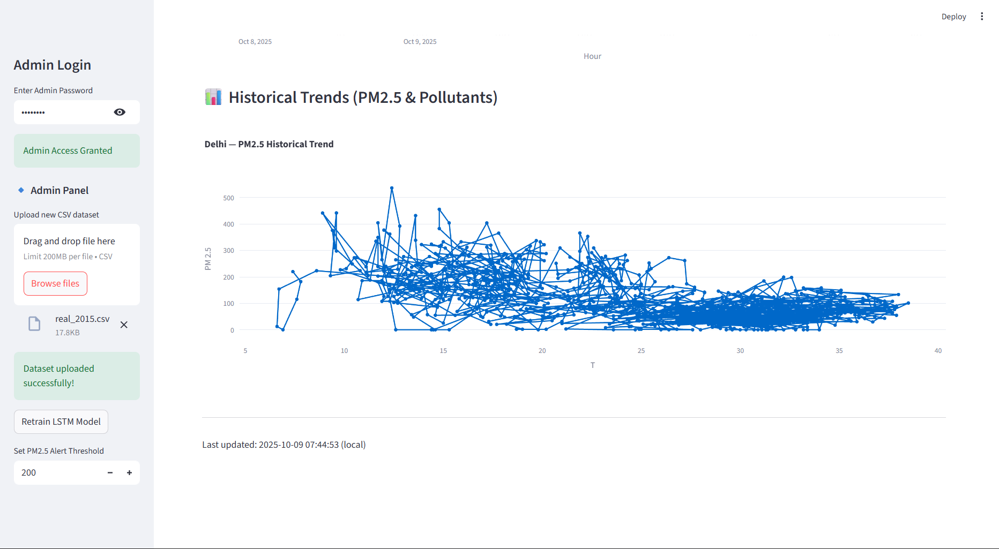 Deploy
Admin Login
Enter Admin Password
••••••••
Admin Access Granted
Admin Panel
Upload new CSV dataset
Drag and drop file here
Limit 200MB per file • CSV
Browse files
real_2015.csv
17.8KB
Dataset uploaded
successfully!
Retrain LSTM Model
Set PM2.5 Alert Threshold
200
Oct 8, 2025
Oct 9, 2025
Hour
Historical Trends (PM2.5 & Pollutants)
Delhi — PM2.5 Historical Trend
PM 2.5
500
400
300
200
100
0
5 10 15 20 25 30 35 40
T
Last updated: 2025-10-09 07:44:53 (local)